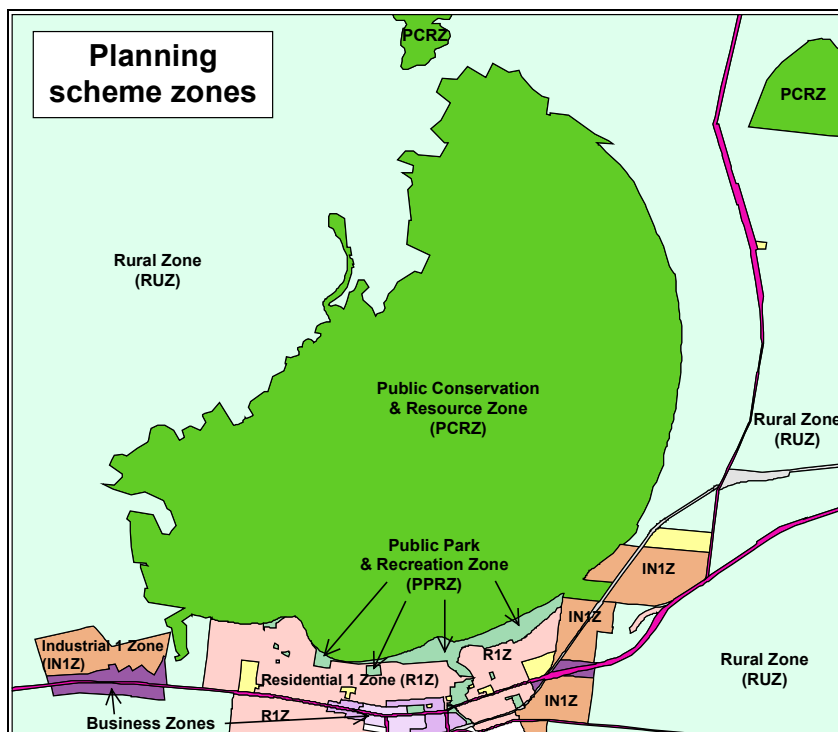 Planning
scheme zones
PCRZ
PCRZ
Rural Zone
(RUZ)
Public Conservation
& Resource Zone
(PCRZ)
Rural Zone
(RUZ)
Public Park
& Recreation Zone
(PPRZ)
IN1Z
IN1Z
Industrial 1 Zone
(IN1Z)
R1Z
Rural Zone
(RUZ)
Residential 1 Zone (R1Z)
IN1Z
R1Z
Business Zones